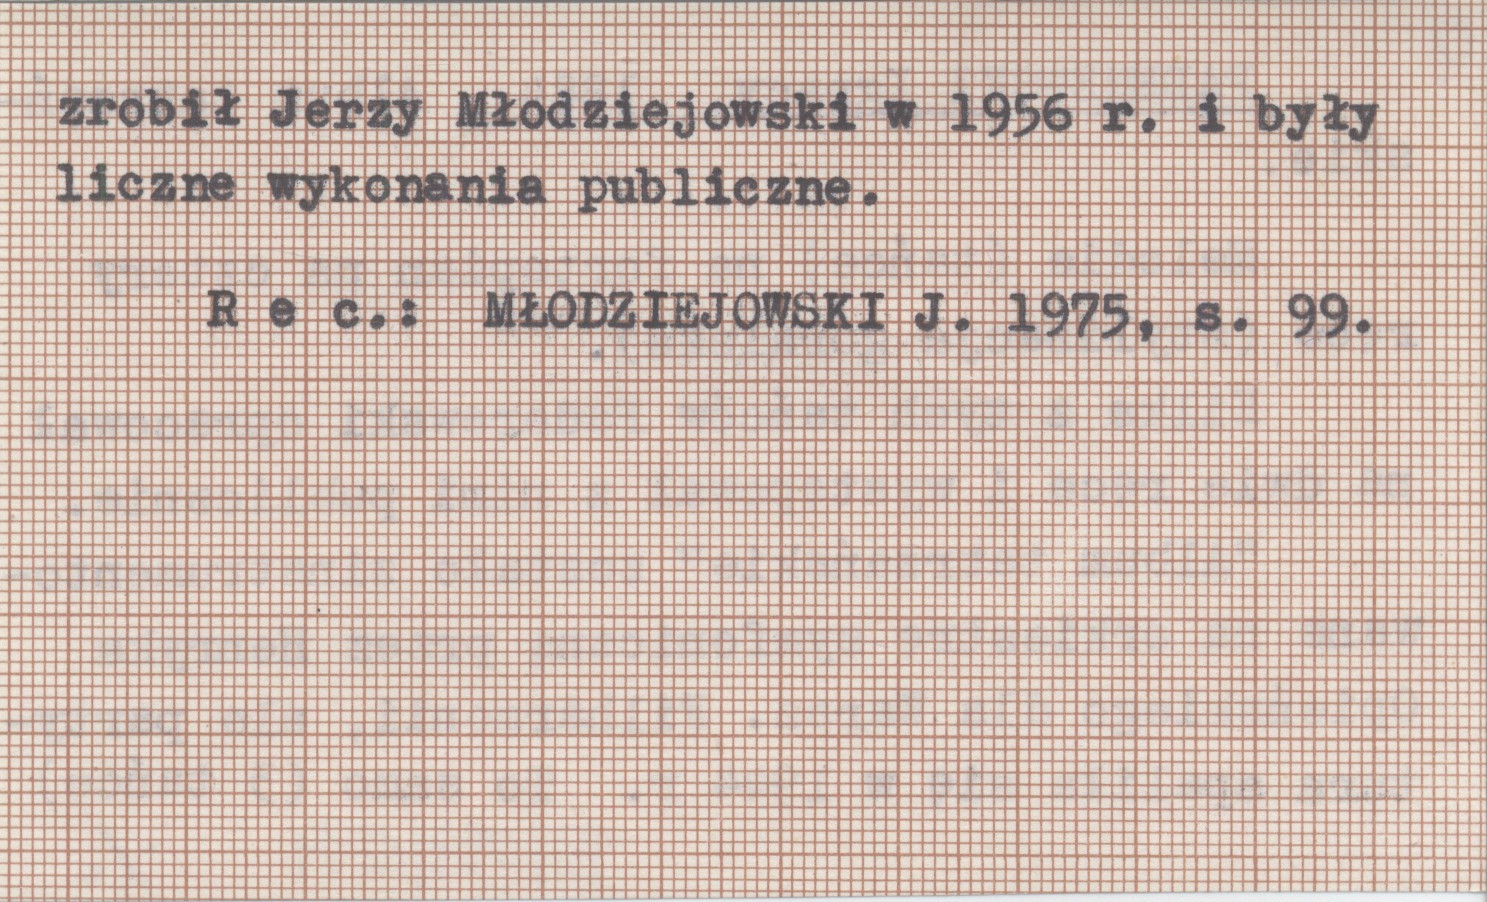 zrobił Jerzy Młodziejowski w 1956 r. i były
liczne wykonania publiczne.
R e c.: MŁODZIEJOWSKI J. 1975, s. 99.